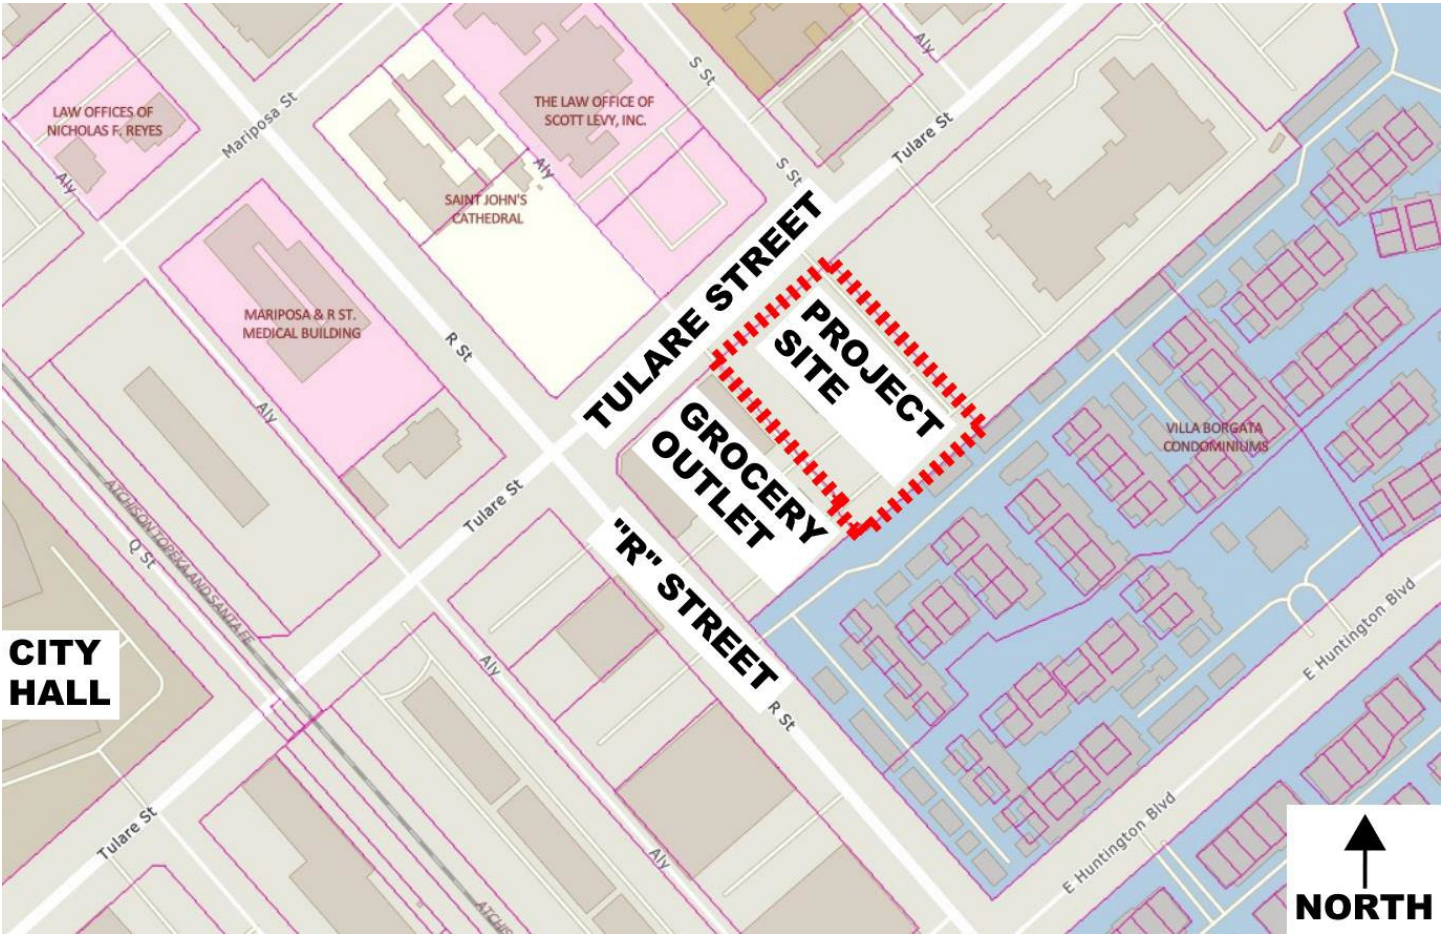 Aly
S St
LAW OFFICES OF
NICHOLAS F. REYES
THE LAW OFFICE OF
SCOTT LEVY, INC.
Mariposa St
Tulare St
Aly
Aly
S St
SAINT JOHN'S
CATHEDRAL
TULARE STREET
MARIPOSA & R ST.
MEDICAL BUILDING
R St
PROJECT
SITE
Aly
GROCERY
OUTLET
VILLA BORGATA
CONDOMINIUMS
Tulare St
ATCHISON TOPEKA AND SANTA FE
Q St
"R" STREET
CITY
HALL
Aly
R St
E Huntington Blvd
Tulare St
Aly
E Huntington Blvd
ATCHIS
NORTH